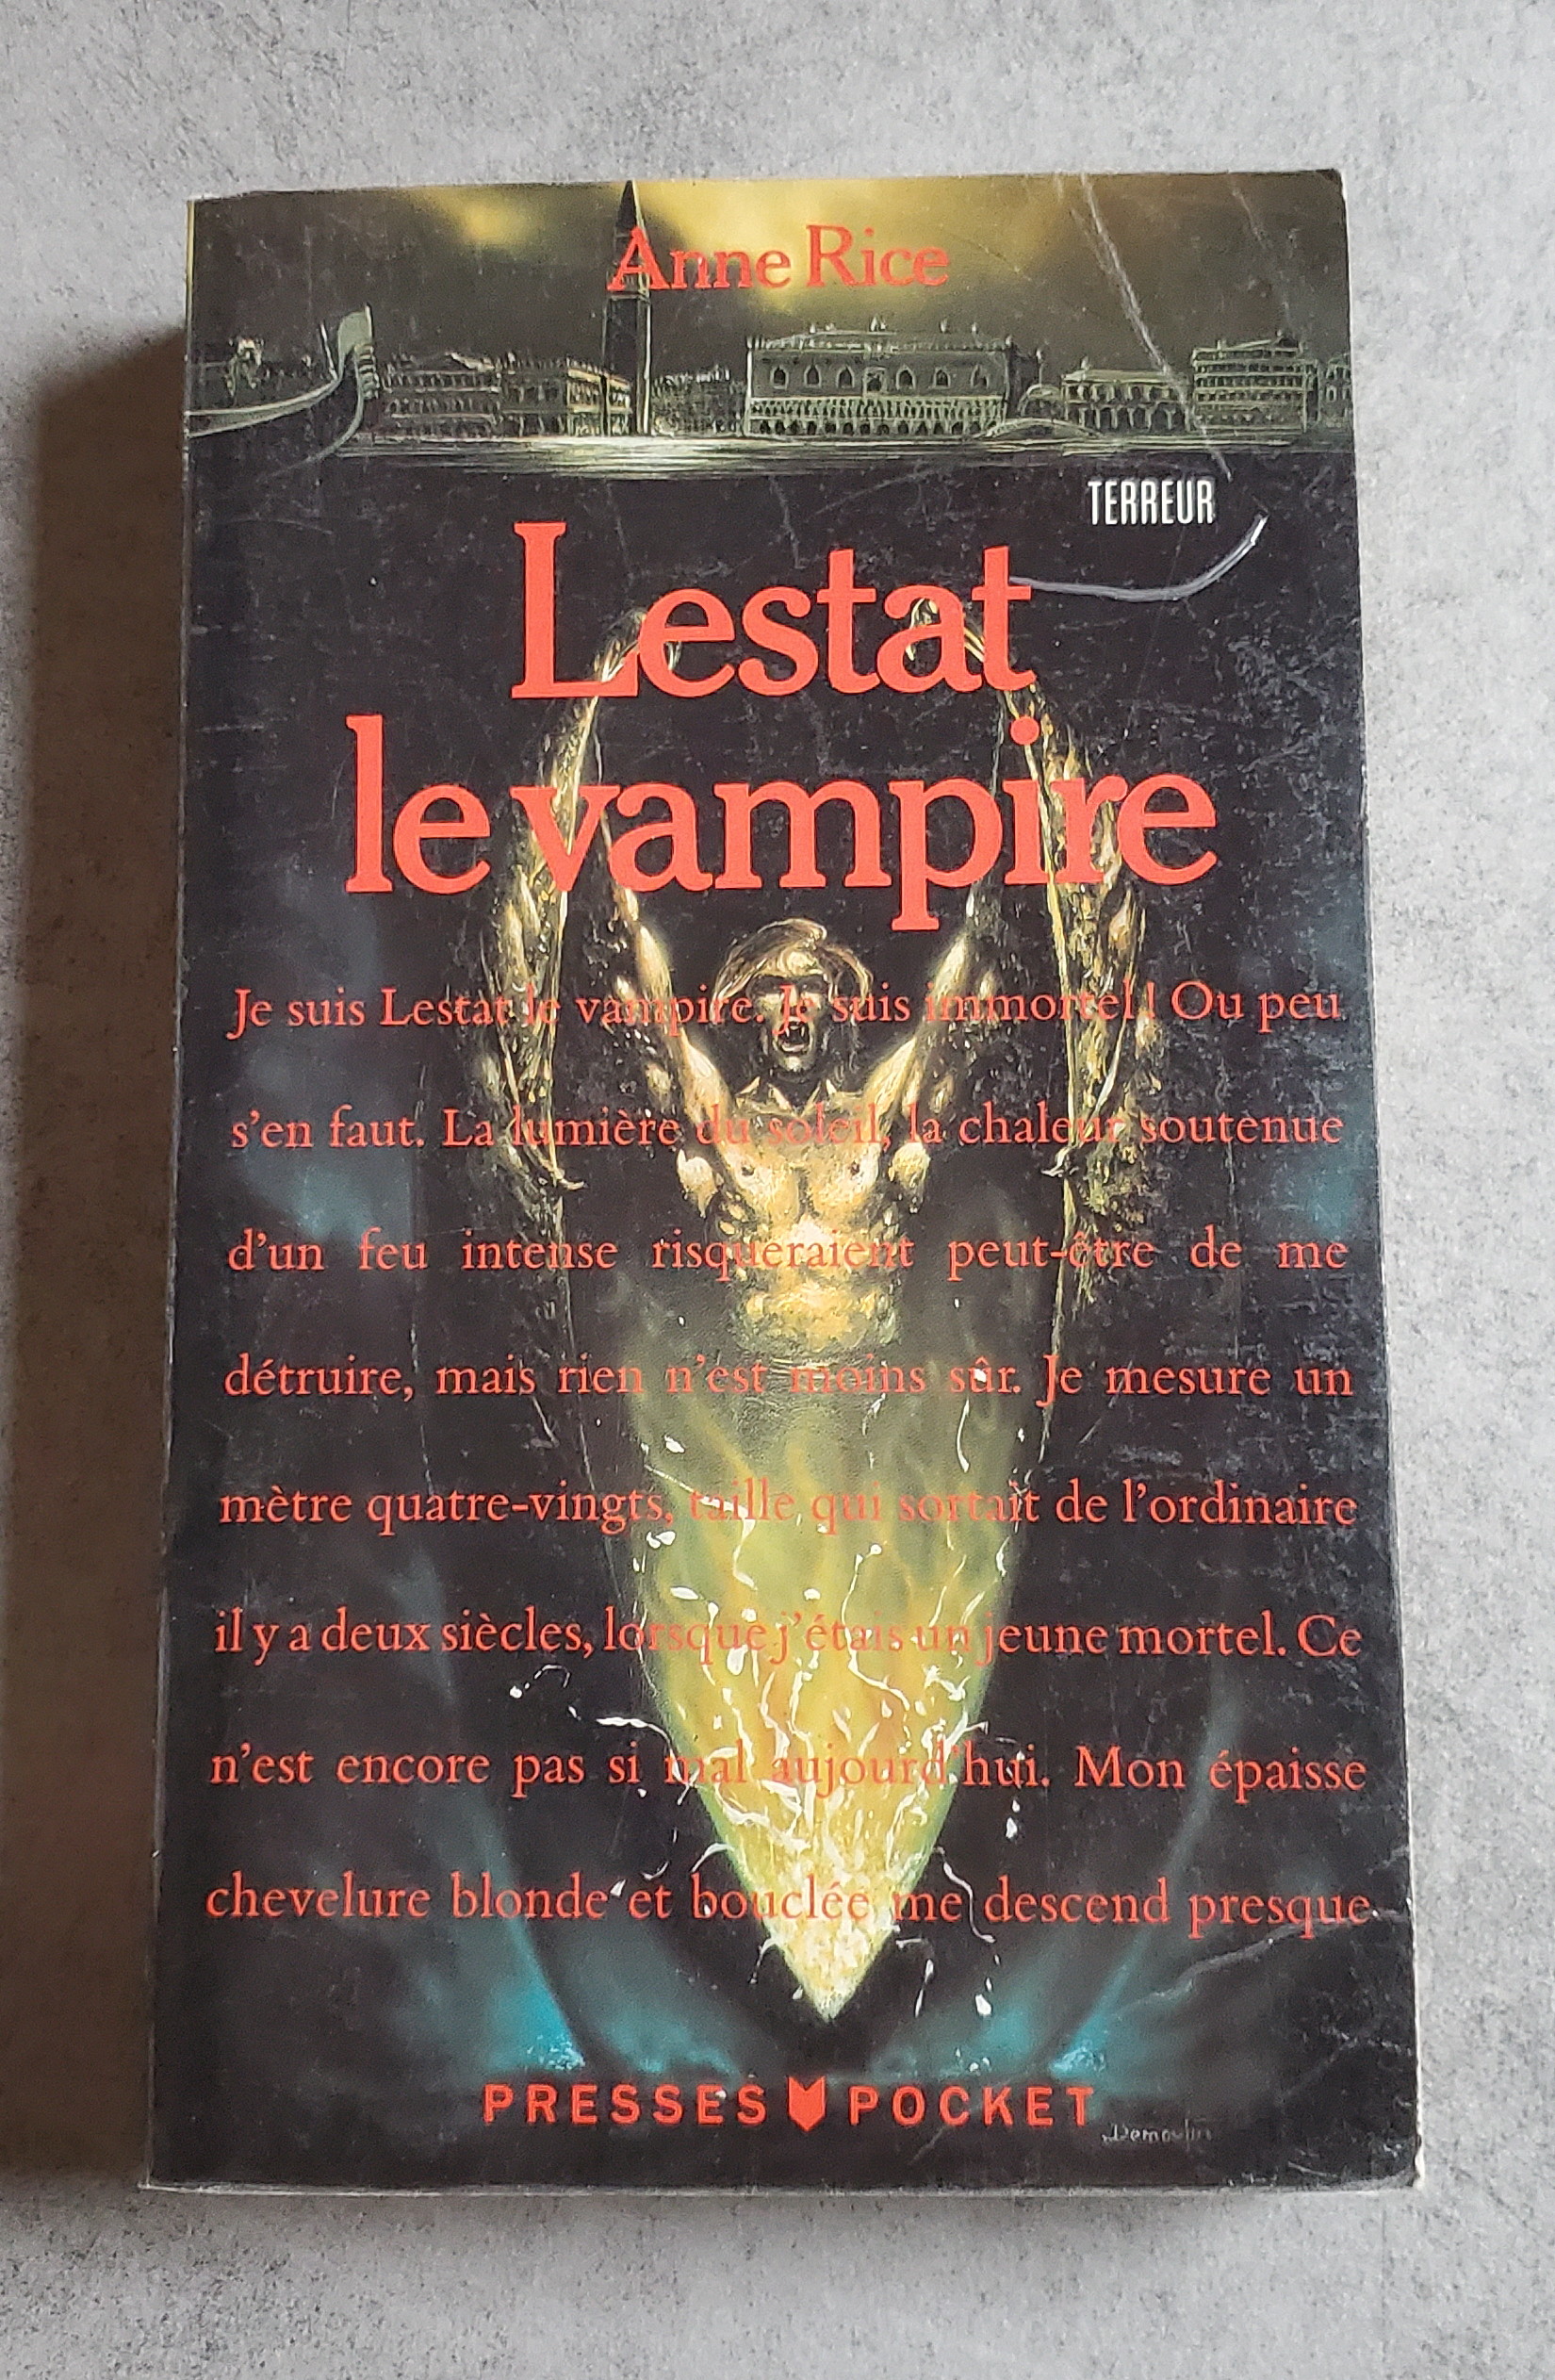 Anne Rice
TERREUR
Lestat
le vampire
Je suis Lestat le vampire. Je suis immortel! Ou peu
s'en faut. La lumière du soleil, la chaleur soutenue
d'un feu intense risqueraient peut-être de me
détruire, mais rien n'est moins sûr. Je mesure un
mètre quatre-vingts, taille qui sortait de l'ordinaire
il y a deux siècles, lorsque j'étais un jeune mortel. Ce
n'est encore pas si mal aujourd'hui. Mon épaisse
chevelure blonde et bouclée me descend presque
PRESSES POCKET
Demoulin